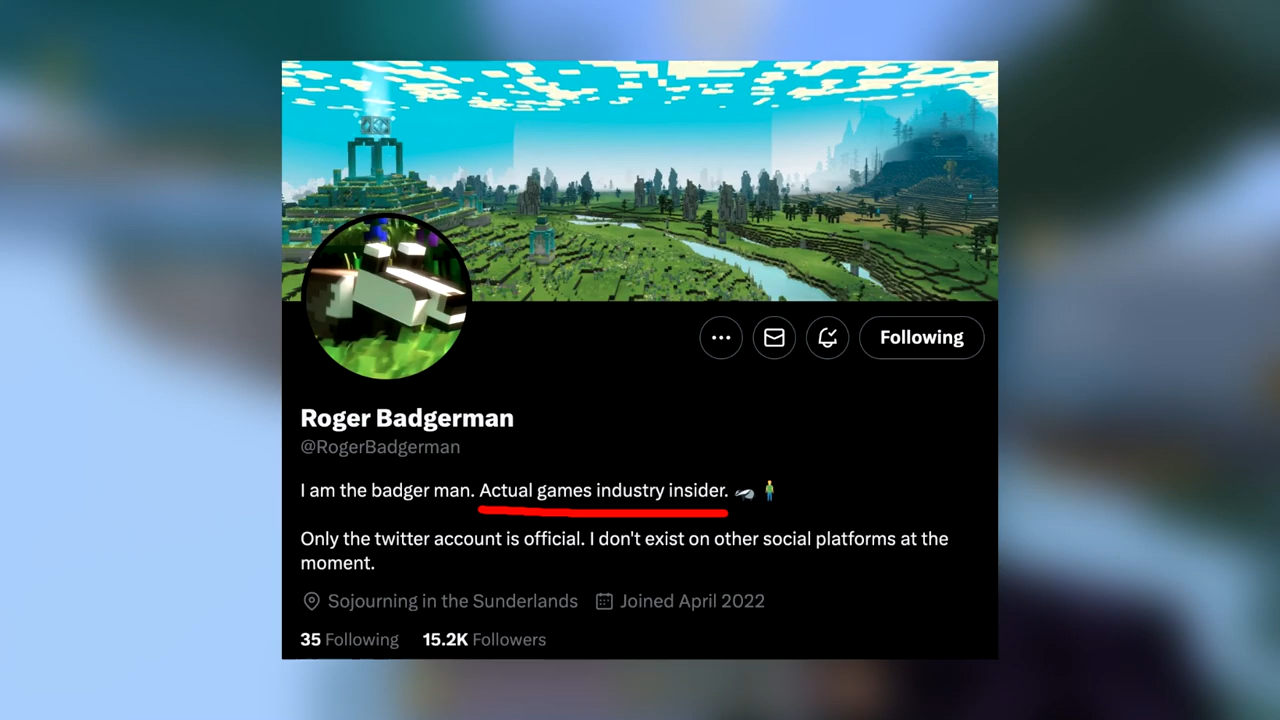 Following
Roger Badgerman
@RogerBadgerman
I am the badger man. Actual games industry insider. 🦡🧍‍♂️
Only the twitter account is official. I don't exist on other social platforms at the
moment.
Sojourning in the Sunderlands Joined April 2022
35 Following 15.2K Followers